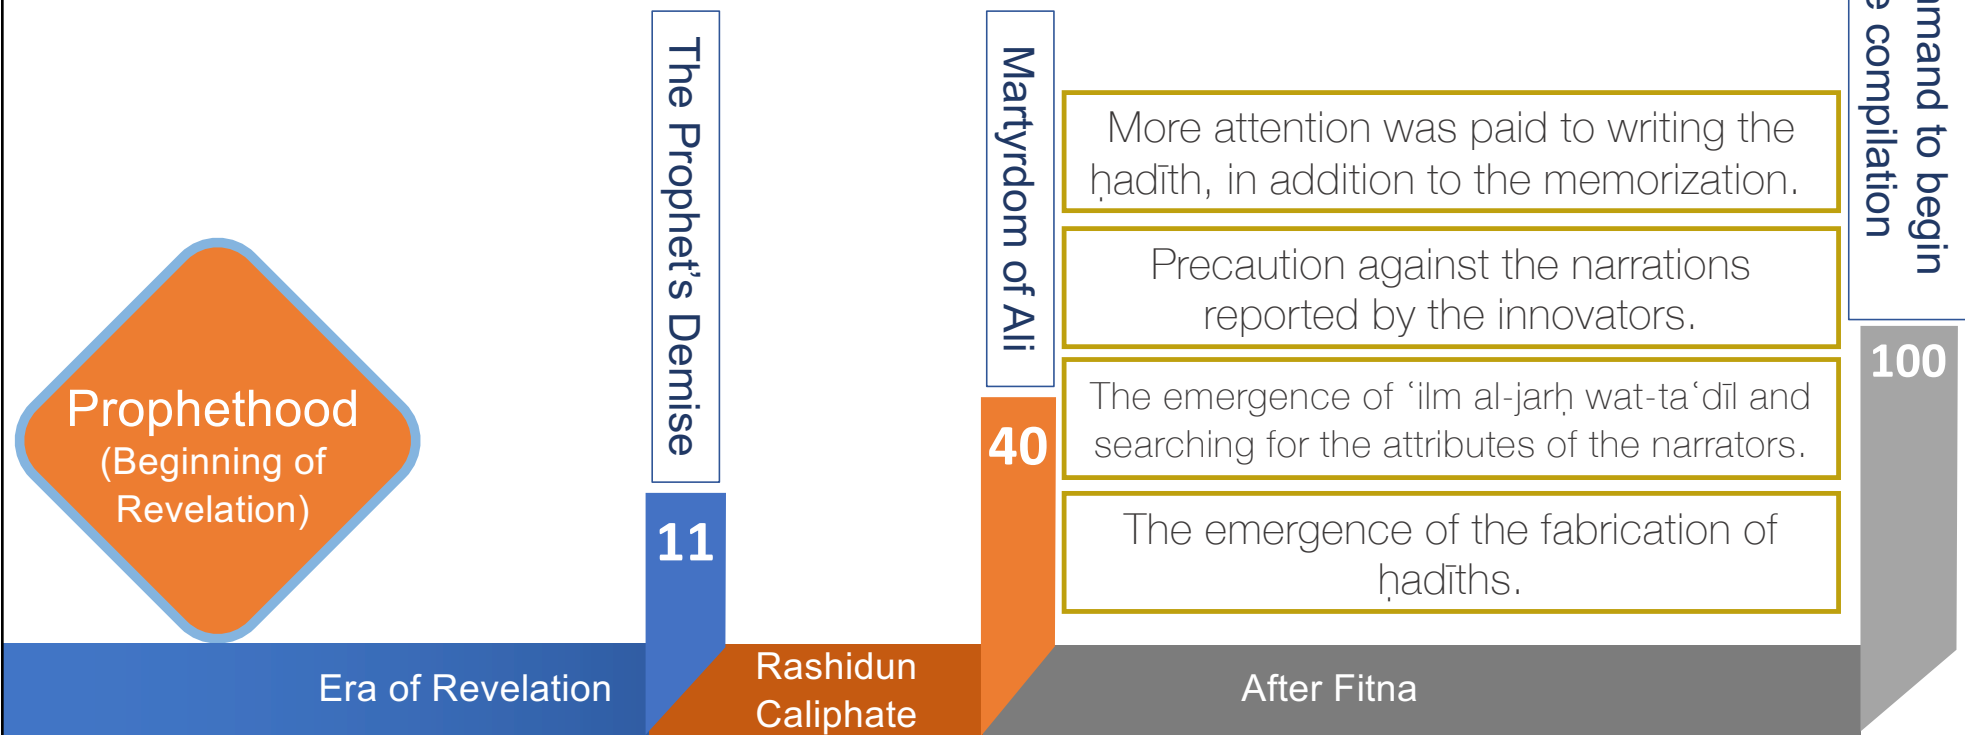 Prophethood
(Beginning of
Revelation)
Era of Revelation
The Prophet’s Demise
11
Rashidun
Caliphate
Martyrdom of Ali
40
More attention was paid to writing the
ḥadīth, in addition to the memorization.
Precaution against the narrations
reported by the innovators.
The emergence of ‘ilm al-jarḥ wat-ta‘dīl and
searching for the attributes of the narrators.
The emergence of the fabrication of
ḥadīths.
After Fitna
to begin
compilation
100